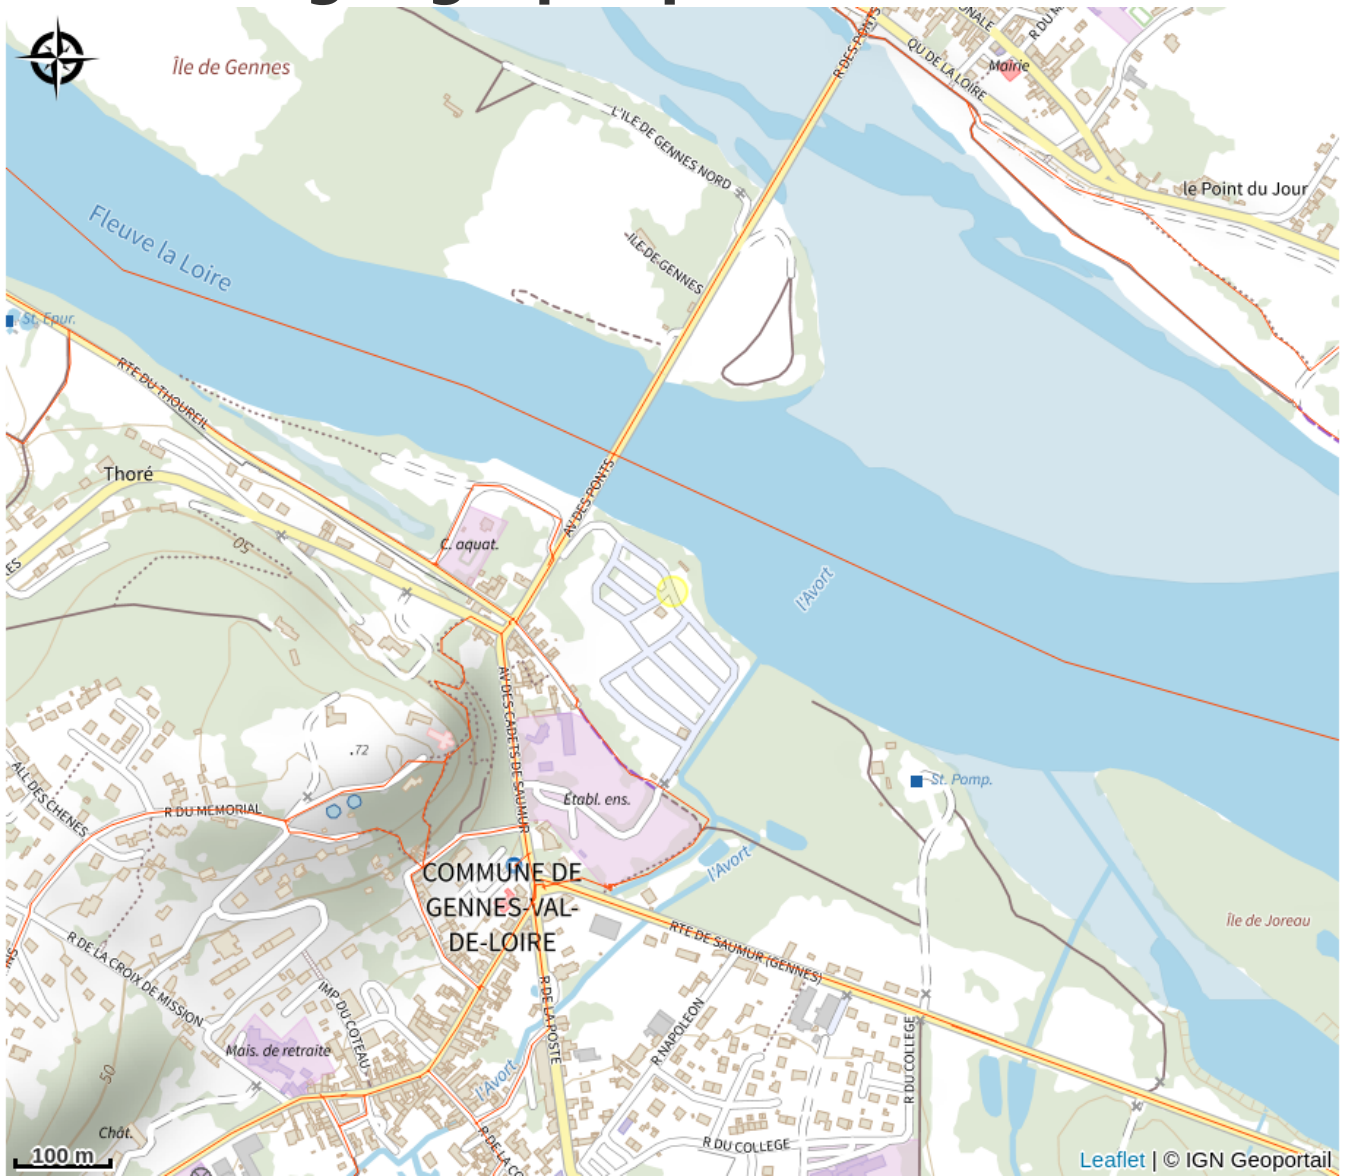 Île de Gennes
R DES PONTS
QU DE LA LOIRE
Mairie
L'ILE DE GENNES NORD
le Point du Jour
ILE-DE-GENNES
Fleuve la Loire
St. Epur.
RTE DU THOUREIL
Thoré
AV DES PONTS
C. aquat.
50
l'Avort
AV DES CADETS DE SAUMUR
.72
ALL DES CHENES
R DU MEMORIAL
Etabl. ens.
St. Pomp.
l'Avort
COMMUNE DE
GENNES-VAL-
DE-LOIRE
Île de Joreau
RTE DE SAUMUR (GENNES)
R DE LA CROIX DE MISSION
IMP DU COTEAU
R DE LA POSTE
R NAPOLEON
R DU COLLEGE
Mais. de retraite
l'Avort
50
Chât.
R DU COLLEGE
100 m
Leaflet | © IGN Geoportail